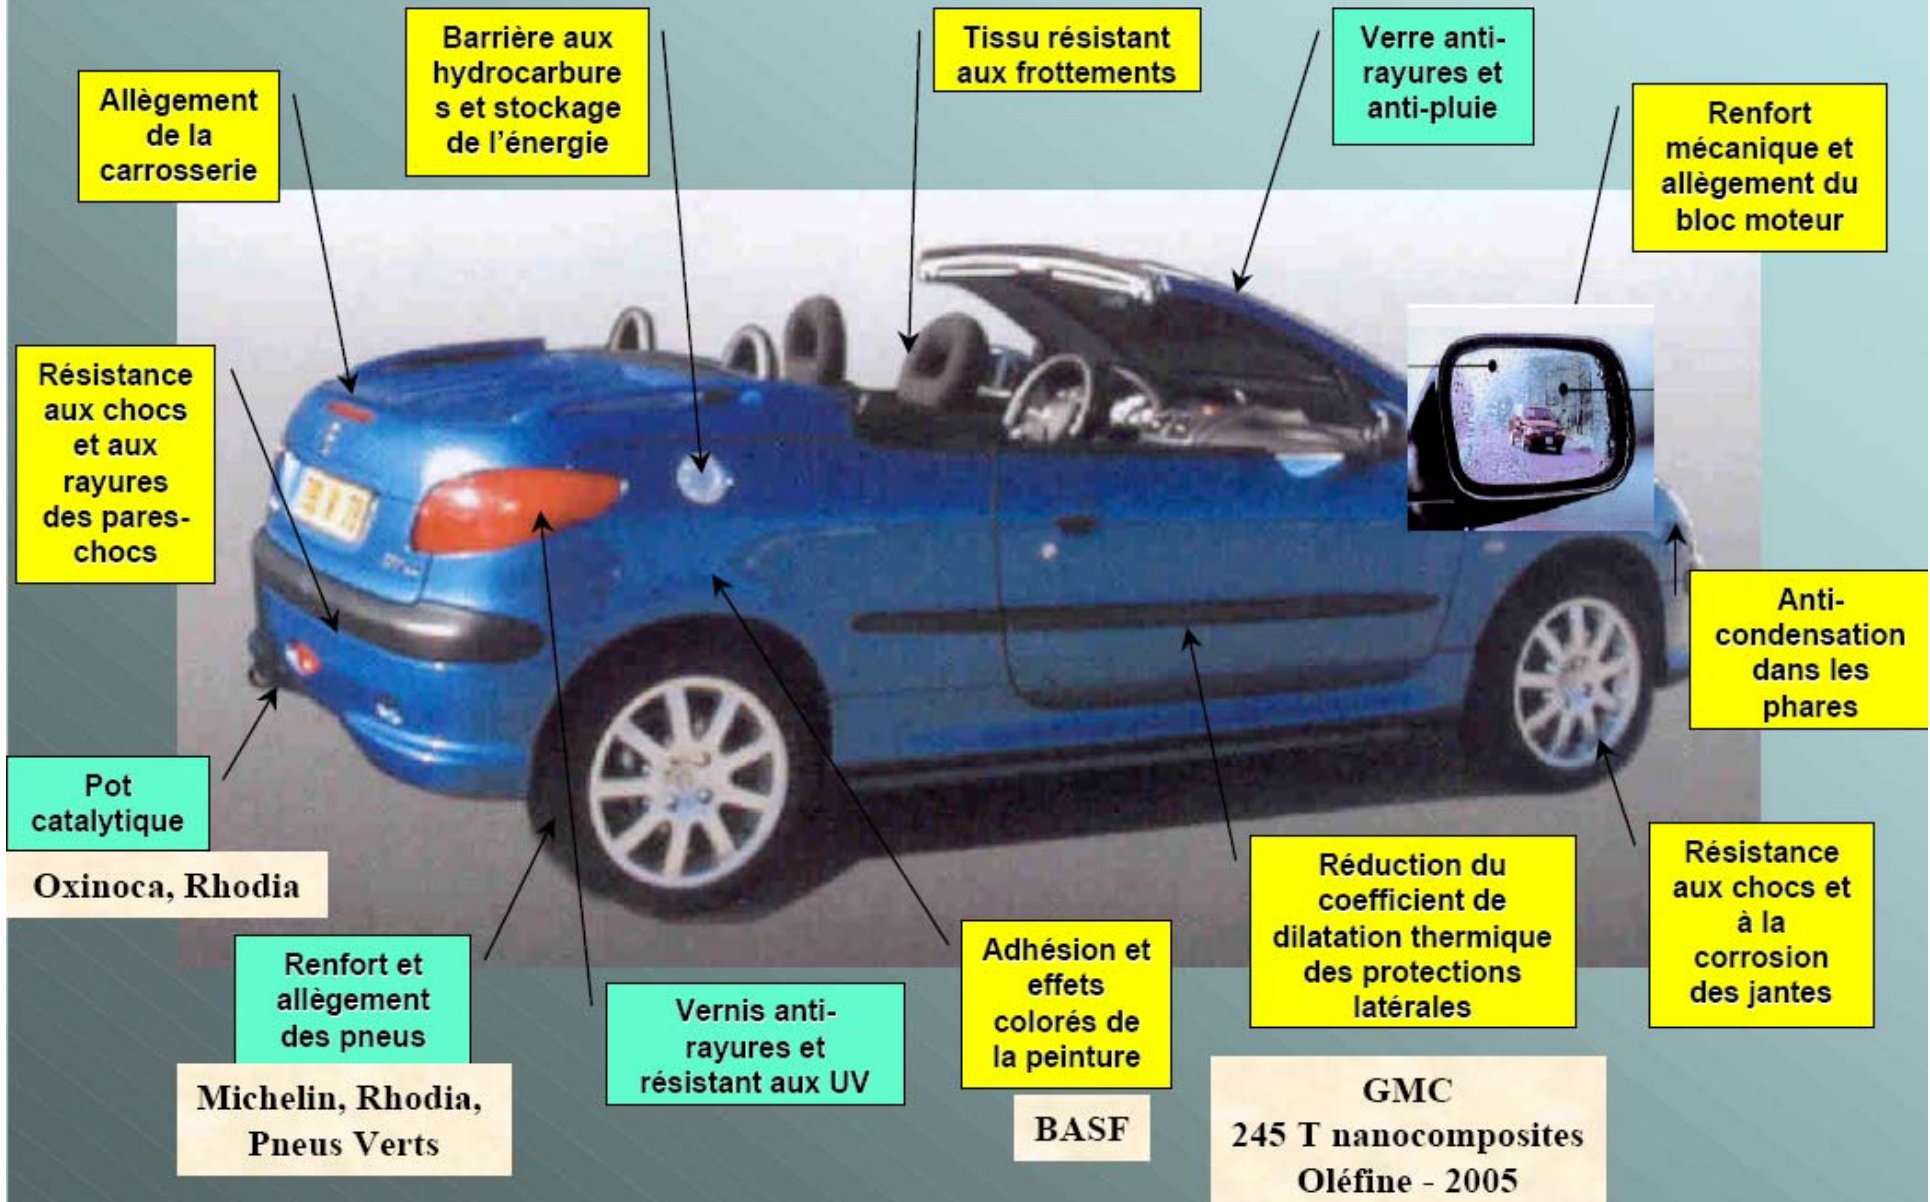 Barrière aux
hydrocarbure
s et stockage
de l'énergie
Tissu résistant
aux frottements
Verre anti-
rayures et
anti-pluie
Allègement
de la
carrosserie
Renfort
mécanique et
allègement du
bloc moteur
Résistance
aux chocs
et aux
rayures
des pares-
chocs
Anti-
condensation
dans les
phares
Pot
catalytique
Oxinoca, Rhodia
Renfort et
allègement
des pneus
Michelin, Rhodia,
Pneus Verts
Vernis anti-
rayures et
résistant aux UV
Adhésion et
effets
colorés de
la peinture
BASF
Réduction du
coefficient de
dilatation thermique
des protections
latérales
GMC
245 T nanocomposites
Oléfine - 2005
Résistance
aux chocs et
à la
corrosion
des jantes